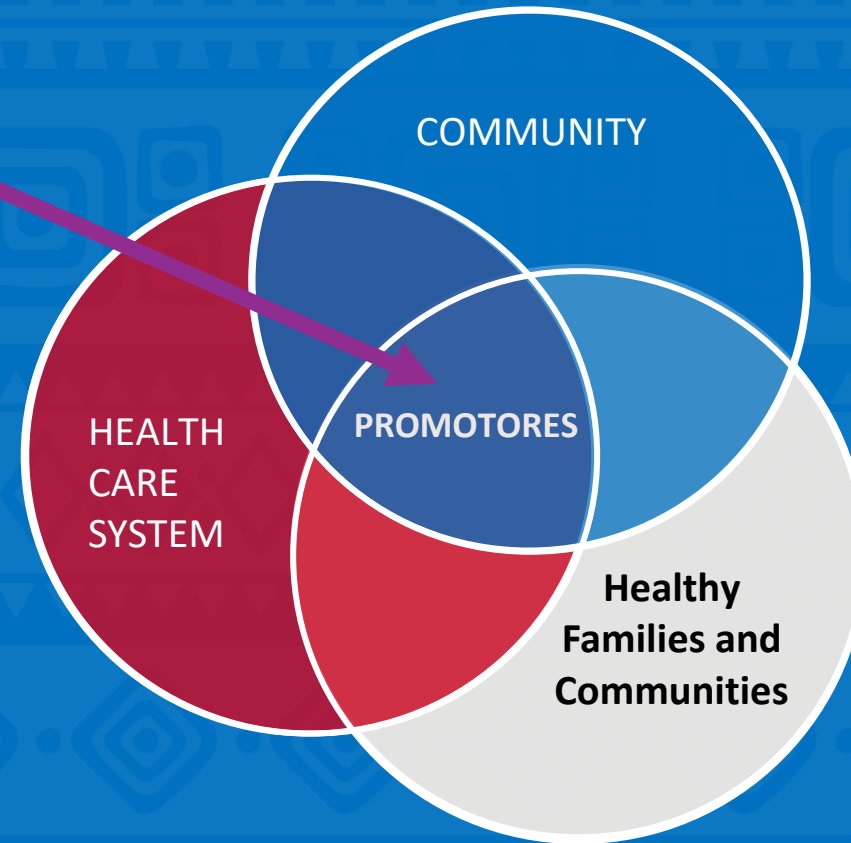 COMMUNITY
HEALTH
CARE
SYSTEM
PROMOTORES
Healthy
Families and
Communities